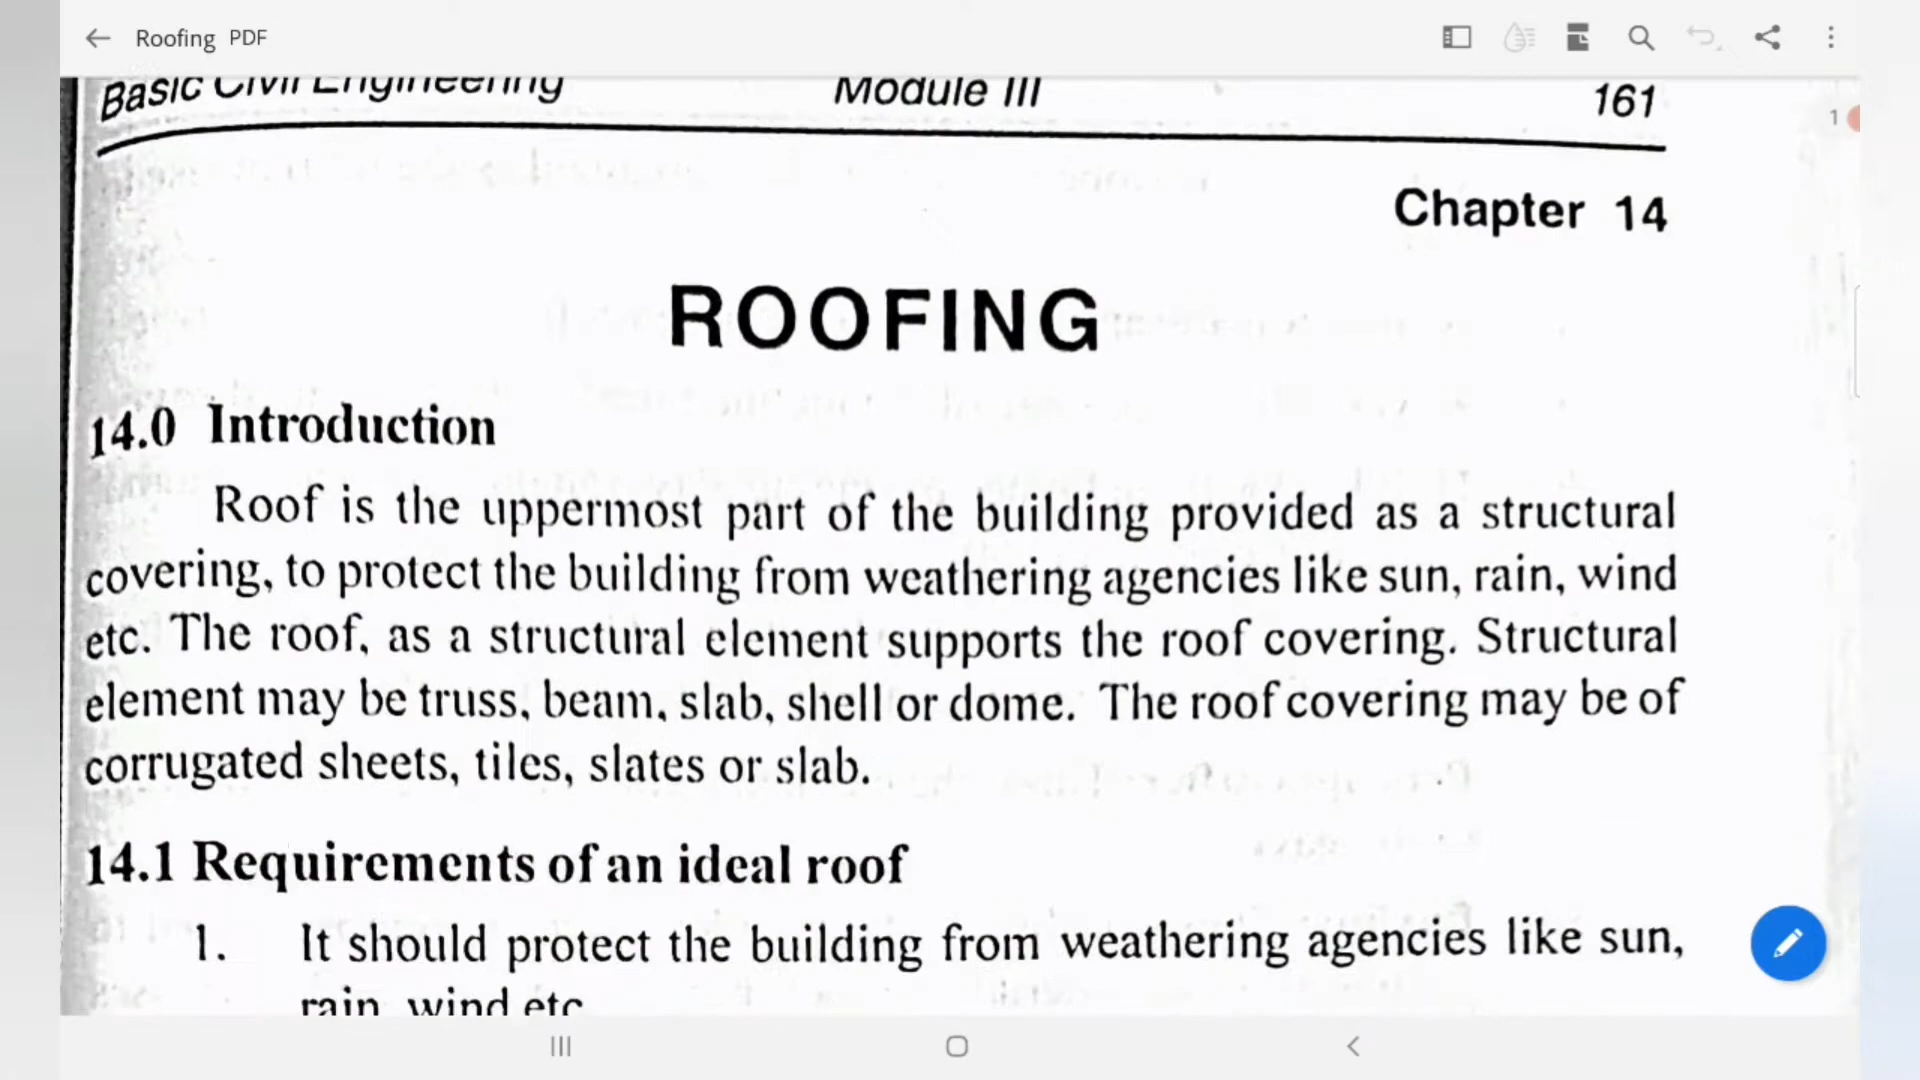 Roofing PDF
Basic Civil Engineering Module III 161
1
Chapter 14
ROOFING
14.0 Introduction
Roof is the uppermost part of the building provided as a structural
covering, to protect the building from weathering agencies like sun, rain, wind
etc. The roof, as a structural element supports the roof covering. Structural
element may be truss, beam, slab, shell or dome. The roof covering may be of
corrugated sheets, tiles, slates or slab.
14.1 Requirements of an ideal roof
1. It should protect the building from weathering agencies like sun,
rain, wind etc